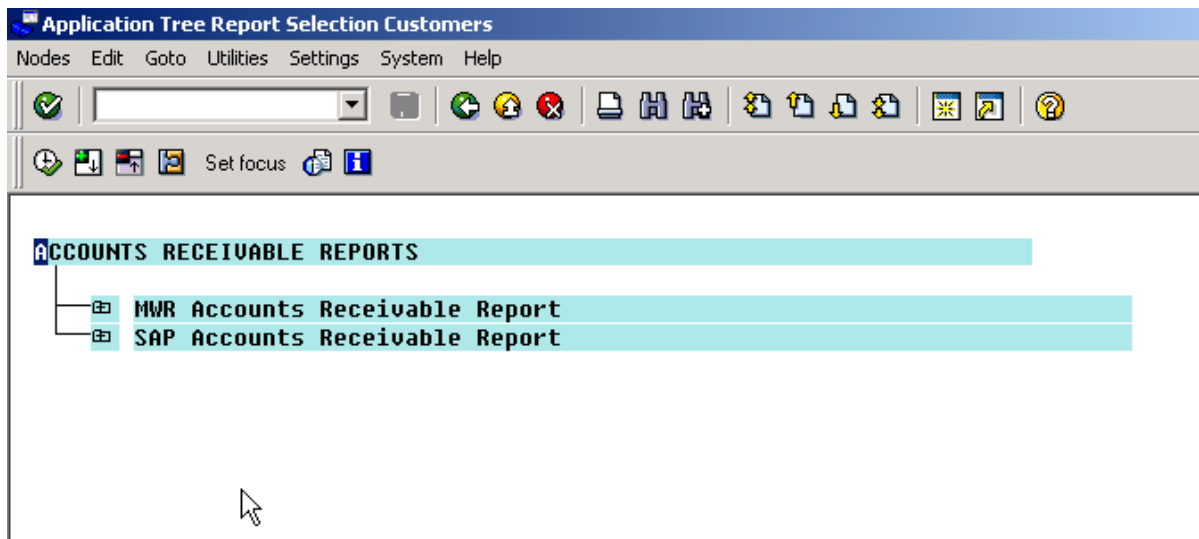 Application Tree Report Selection Customers
Nodes Edit Goto Utilities Settings System Help
Set focus
ACCOUNTS RECEIVABLE REPORTS
MWR Accounts Receivable Report
SAP Accounts Receivable Report